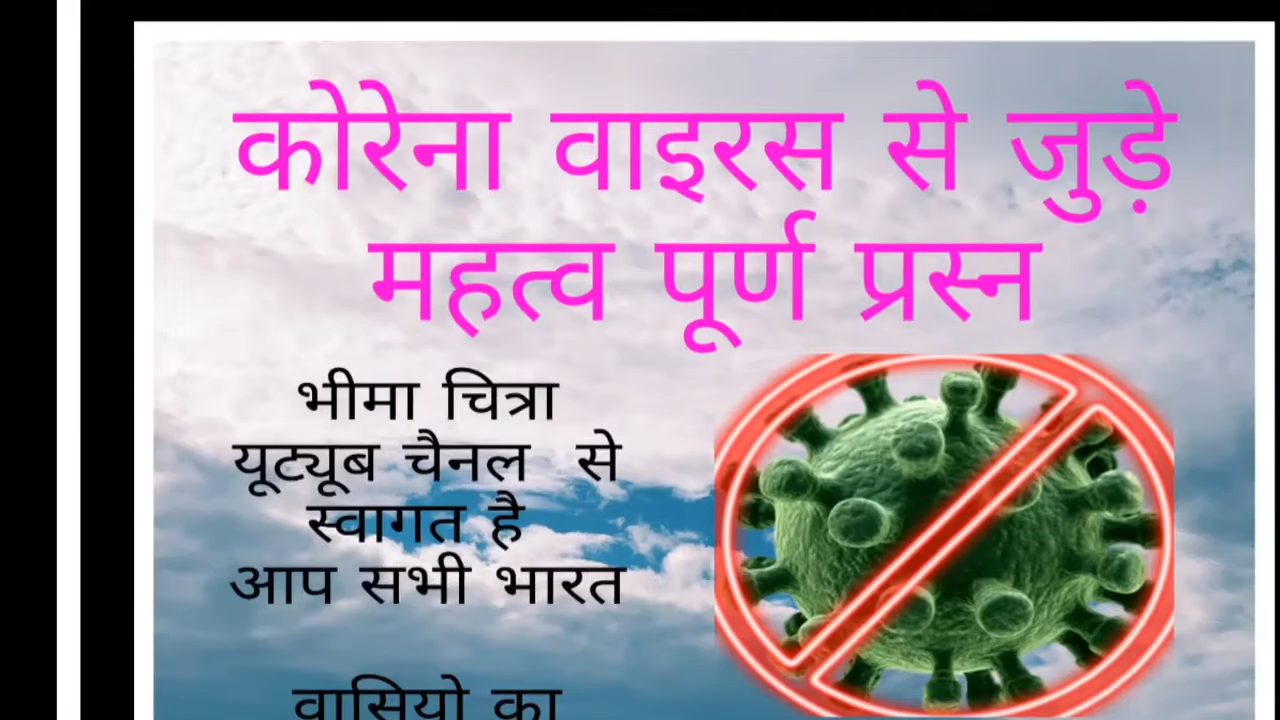 कोरेना वाइरस से जुड़े
महत्व पूर्ण प्रस्न
भीमा चित्रा
यूट्यूब चैनल से
स्वागत है
आप सभी भारत
वासियो का